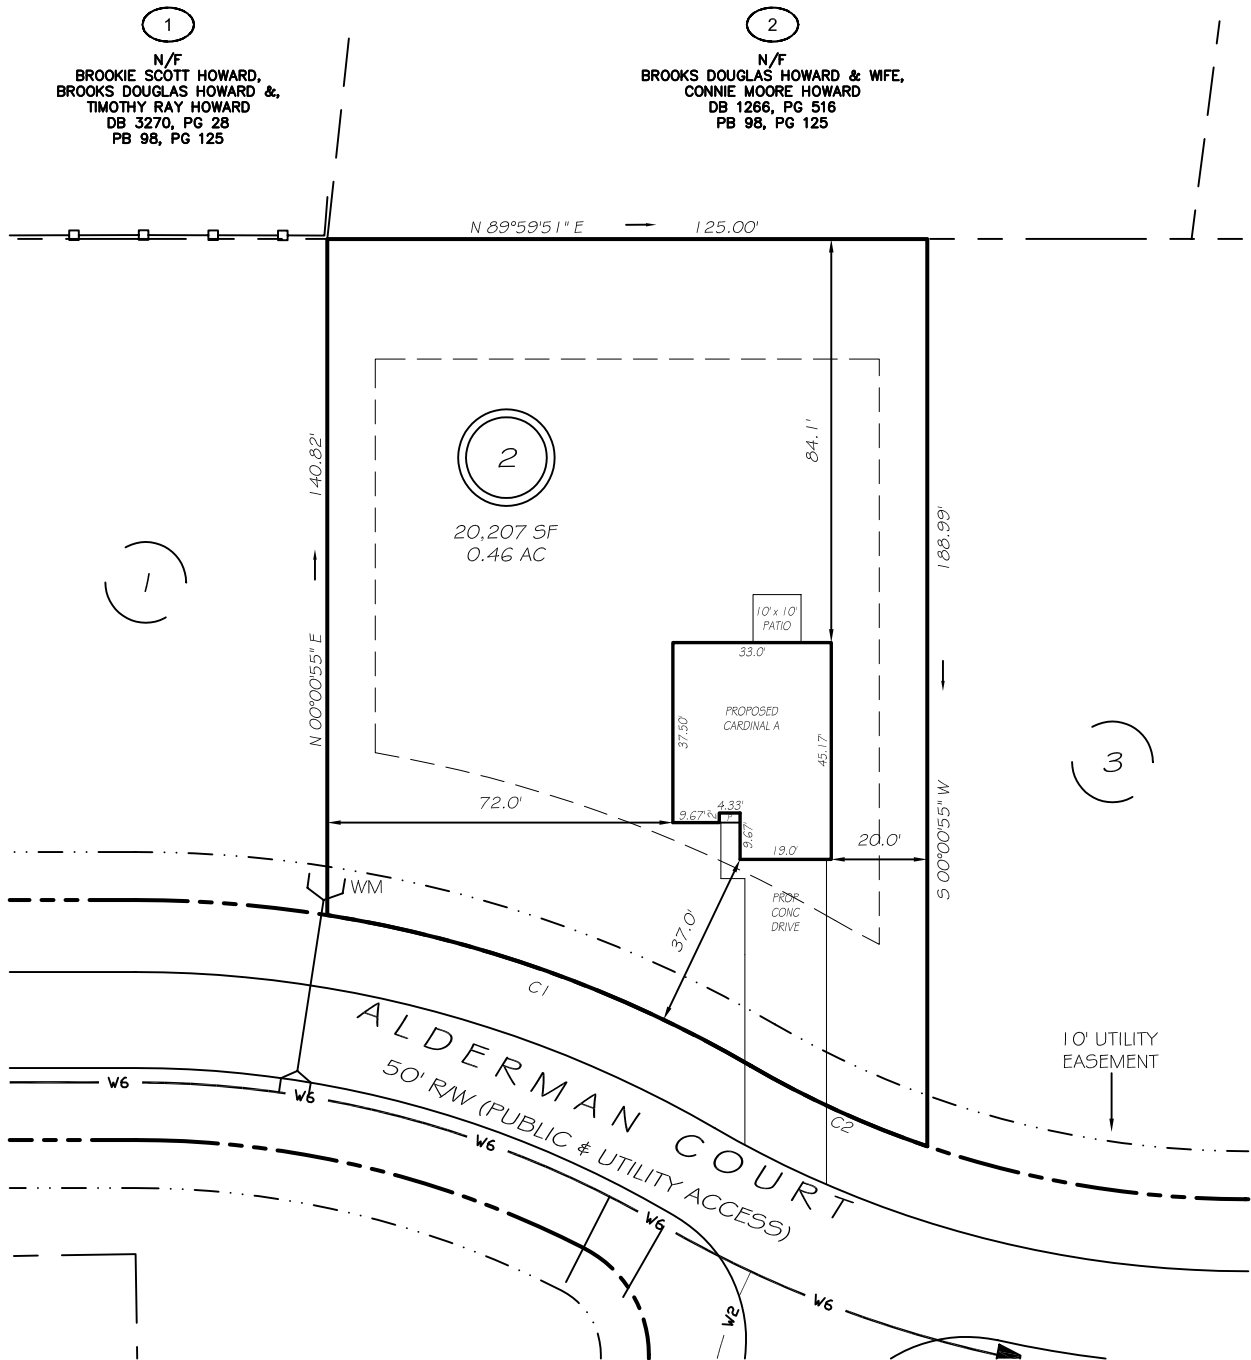 1
N/F
BROOKIE SCOTT HOWARD,
BROOKS DOUGLAS HOWARD &,
TIMOTHY RAY HOWARD
DB 3270, PG 28
PB 98, PG 125
2
N/F
BROOKS DOUGLAS HOWARD & WIFE,
CONNIE MOORE HOWARD
DB 1266, PG 516
PB 98, PG 125
N 89°59'51" E
125.00'
140.82'
N 00°00'55" E
84.1'
2
20,207 SF
0.46 AC
188.99'
S 00°00'55" W
1
3
10' x 10'
PATIO
33.0'
PROPOSED
CARDINAL A
37.50'
45.17'
72.0'
9.67'
2'
4.33'
P
9.67'
19.0'
20.0'
WM
PROP
CONC
DRIVE
37.0'
C1
C2
ALDERMAN COURT
50' R/W (PUBLIC & UTILITY ACCESS)
10' UTILITY
EASEMENT
W6
W6
W6
W6
W6
W2